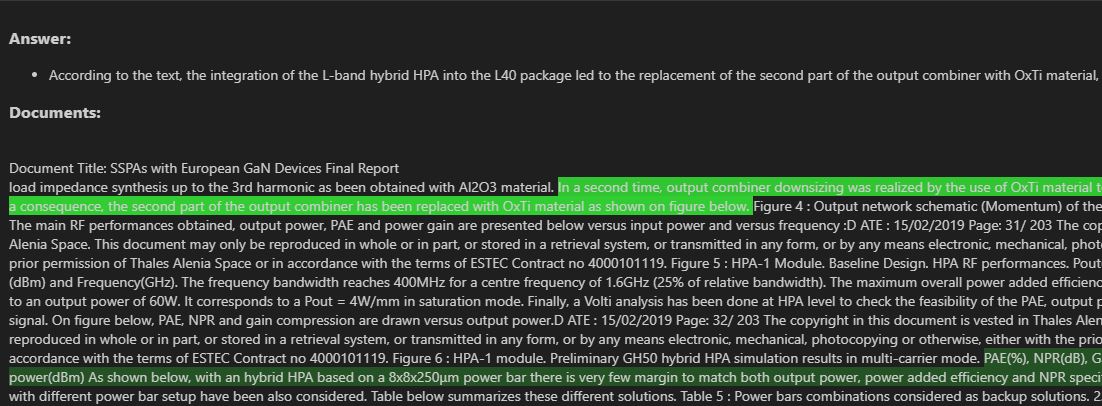 Answer:
• According to the text, the integration of the L-band hybrid HPA into the L40 package led to the replacement of the second part of the output combiner with OxTi material,
Documents:
Document Title: SSPAs with European GaN Devices Final Report
load impedance synthesis up to the 3rd harmonic as been obtained with Al2O3 material. In a second time, output combiner downsizing was realized by the use of OxTi material t
a consequence, the second part of the output combiner has been replaced with OxTi material as shown on figure below. Figure 4 : Output network schematic (Momentum) of the
The main RF performances obtained, output power, PAE and power gain are presented below versus input power and versus frequency :D ATE : 15/02/2019 Page: 31/ 203 The cop
Alenia Space. This document may only be reproduced in whole or in part, or stored in a retrieval system, or transmitted in any form, or by any means electronic, mechanical, phot
prior permission of Thales Alenia Space or in accordance with the terms of ESTEC Contract no 4000101119. Figure 5 : HPA-1 Module. Baseline Design. HPA RF performances. Pout
(dBm) and Frequency(GHz). The frequency bandwidth reaches 400MHz for a centre frequency of 1.6GHz (25% of relative bandwidth). The maximum overall power added efficienc
to an output power of 60W. It corresponds to a Pout = 4W/mm in saturation mode. Finally, a Volti analysis has been done at HPA level to check the feasibility of the PAE, output p
signal. On figure below, PAE, NPR and gain compression are drawn versus output power.D ATE : 15/02/2019 Page: 32/ 203 The copyright in this document is vested in Thales Alen
reproduced in whole or in part, or stored in a retrieval system, or transmitted in any form, or by any means electronic, mechanical, photocopying or otherwise, either with the prio
accordance with the terms of ESTEC Contract no 4000101119. Figure 6 : HPA-1 module. Preliminary GH50 hybrid HPA simulation results in multi-carrier mode. PAE(%), NPR(dB), G
power(dBm) As shown below, with an hybrid HPA based on a 8x8x250µm power bar there is very few margin to match both output power, power added efficiency and NPR speci
with different power bar setup have been also considered. Table below summarizes these different solutions. Table 5 : Power bars combinations considered as backup solutions. 2